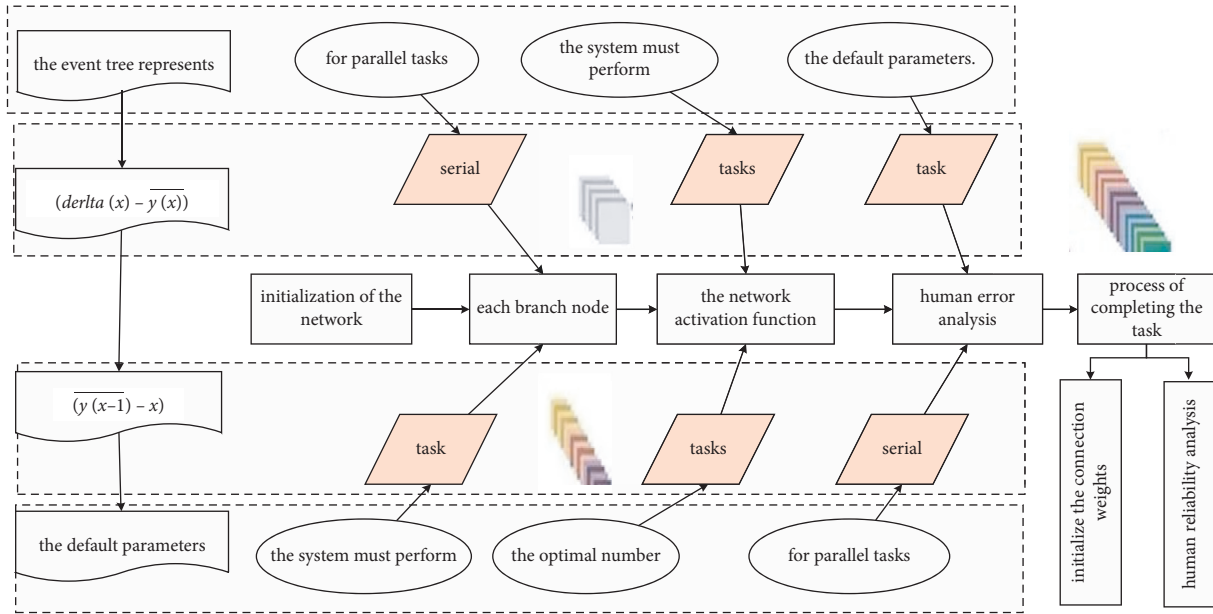 the event tree represents
for parallel tasks
the system must
perform
the default parameters.
serial
tasks
task
(derlta (x) – y (x))
initialization of the
network
each branch node
the network
activation function
human error
analysis
process of
completing the
task
(y (x–1) – x)
task
tasks
serial
initialize the connection
weights
human reliability analysis
the default parameters
the system must perform
the optimal number
for parallel tasks